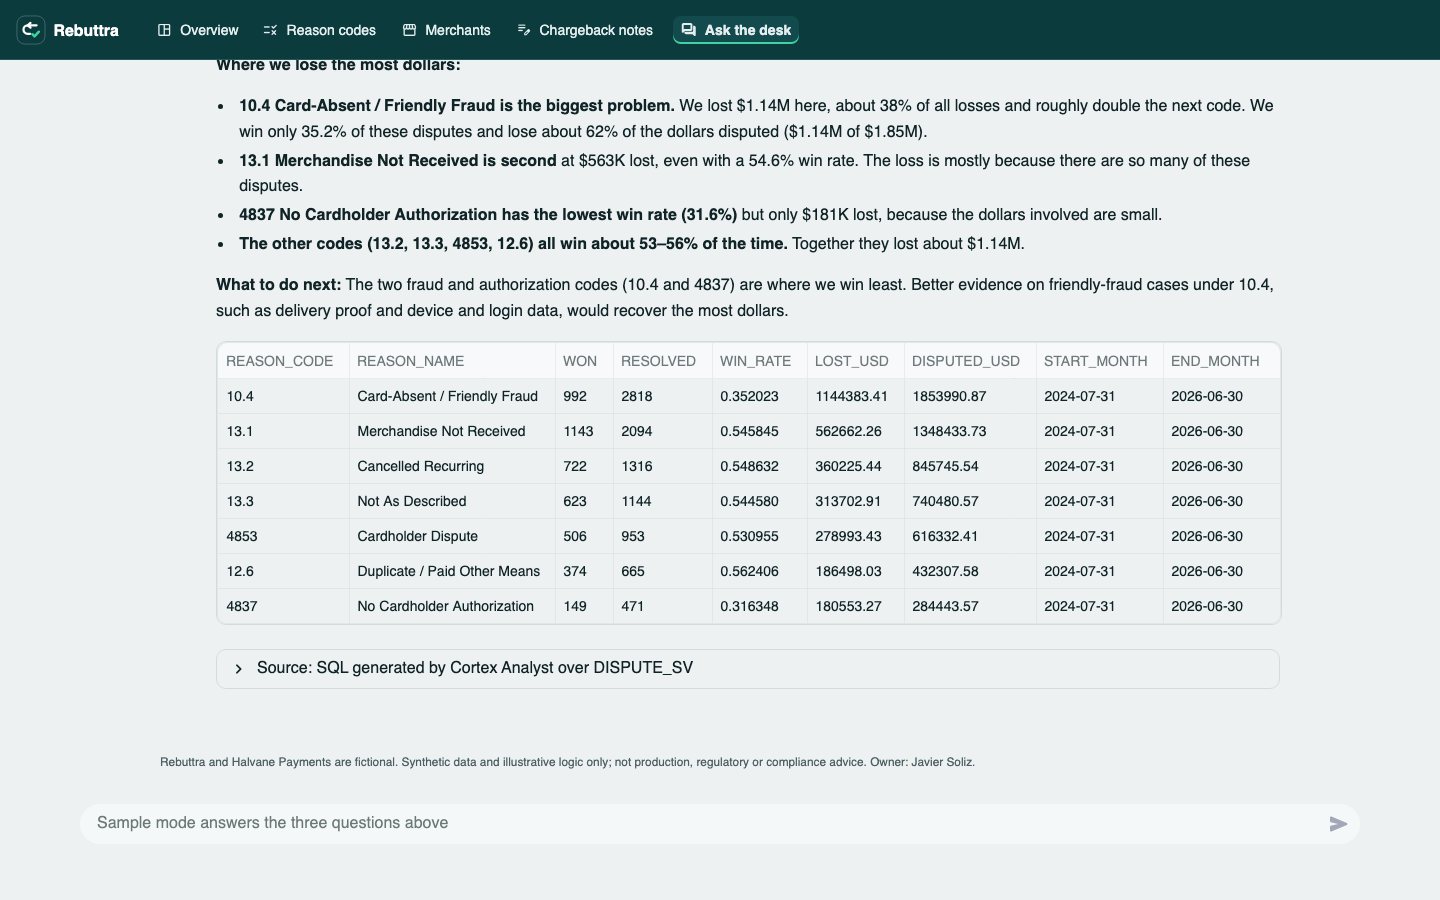 Rebuttra
Overview
Reason codes
Merchants
Chargeback notes
Ask the desk
Where we lose the most dollars:
• 10.4 Card-Absent / Friendly Fraud is the biggest problem. We lost $1.14M here, about 38% of all losses and roughly double the next code. We
win only 35.2% of these disputes and lose about 62% of the dollars disputed ($1.14M of $1.85M).
• 13.1 Merchandise Not Received is second at $563K lost, even with a 54.6% win rate. The loss is mostly because there are so many of these
disputes.
• 4837 No Cardholder Authorization has the lowest win rate (31.6%) but only $181K lost, because the dollars involved are small.
• The other codes (13.2, 13.3, 4853, 12.6) all win about 53–56% of the time. Together they lost about $1.14M.
What to do next: The two fraud and authorization codes (10.4 and 4837) are where we win least. Better evidence on friendly-fraud cases under 10.4,
such as delivery proof and device and login data, would recover the most dollars.
REASON_CODE REASON_NAME WON RESOLVED WIN_RATE LOST_USD DISPUTED_USD START_MONTH END_MONTH
10.4 Card-Absent / Friendly Fraud 992 2818 0.352023 1144383.41 1853990.87 2024-07-31 2026-06-30
13.1 Merchandise Not Received 1143 2094 0.545845 562662.26 1348433.73 2024-07-31 2026-06-30
13.2 Cancelled Recurring 722 1316 0.548632 360225.44 845745.54 2024-07-31 2026-06-30
13.3 Not As Described 623 1144 0.544580 313702.91 740480.57 2024-07-31 2026-06-30
4853 Cardholder Dispute 506 953 0.530955 278993.43 616332.41 2024-07-31 2026-06-30
12.6 Duplicate / Paid Other Means 374 665 0.562406 186498.03 432307.58 2024-07-31 2026-06-30
4837 No Cardholder Authorization 149 471 0.316348 180553.27 284443.57 2024-07-31 2026-06-30
Source: SQL generated by Cortex Analyst over DISPUTE_SV
Rebuttra and Halvane Payments are fictional. Synthetic data and illustrative logic only; not production, regulatory or compliance advice. Owner: Javier Soliz.
Sample mode answers the three questions above